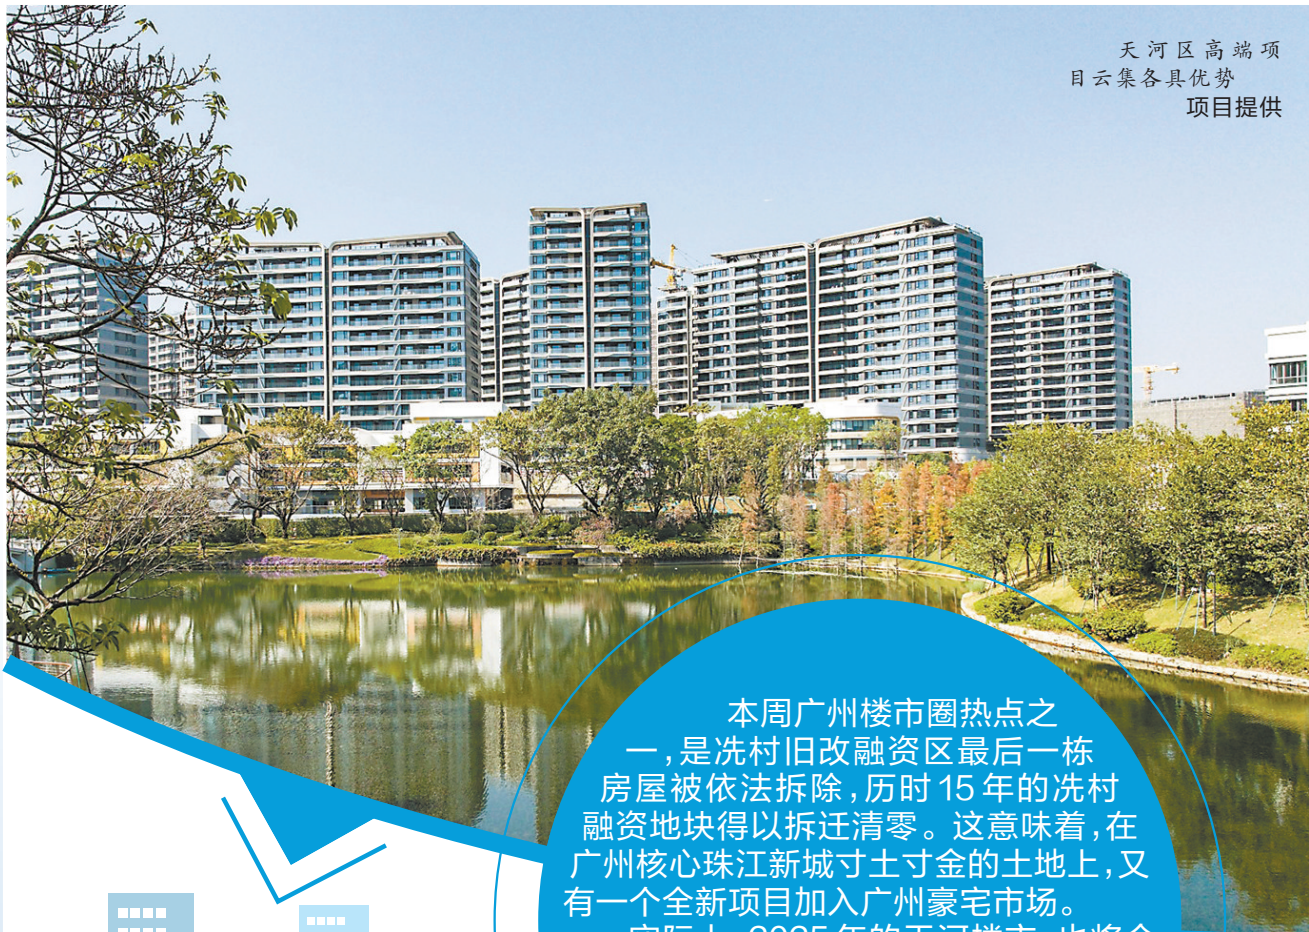 天河区高端项
目云集各具优势
项目提供
本周广州楼市圈热点之
一,是冼村旧改融资区最后一栋
房屋被依法拆除,历时15年的冼村
融资地块得以拆迁清零。这意味着,在
广州核心珠江新城寸土寸金的土地上,又
有一个全新项目加入广州豪宅市场。